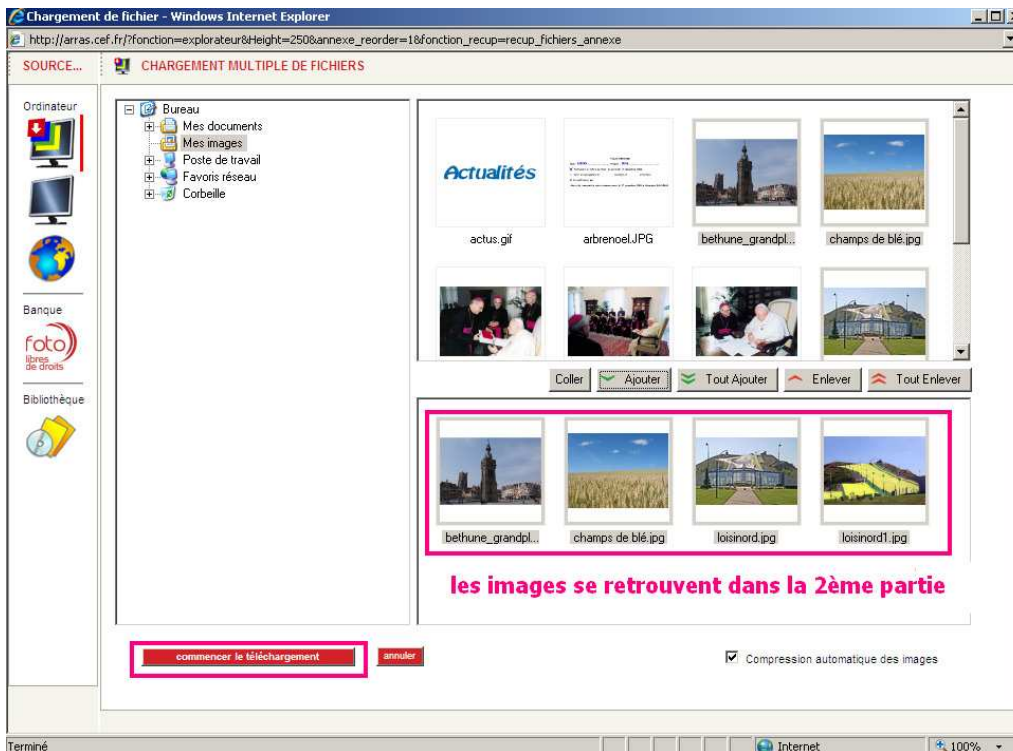 Chargement de fichier - Windows Internet Explorer
http://arras.cef.fr/?fonction=explorateur&Height=250&annexe_reorder=1&fonction_recup=recup_fichiers_annexe
SOURCE... CHARGEMENT MULTIPLE DE FICHIERS
Ordinateur
Banque
foto
libres
de droits
Bibliothèque
Bureau
Mes documents
Mes images
Poste de travail
Favoris réseau
Corbeille
Actualités
actus.gif arbrenoel.JPG bethune_grandpl... champs de blé.jpg
Coller Ajouter Tout Ajouter Enlever Tout Enlever
bethune_grandpl... champs de blé.jpg loisinord.jpg loisinord1.jpg
les images se retrouvent dans la 2ème partie
commencer le téléchargement annuler Compression automatique des images
Terminé Internet 100%